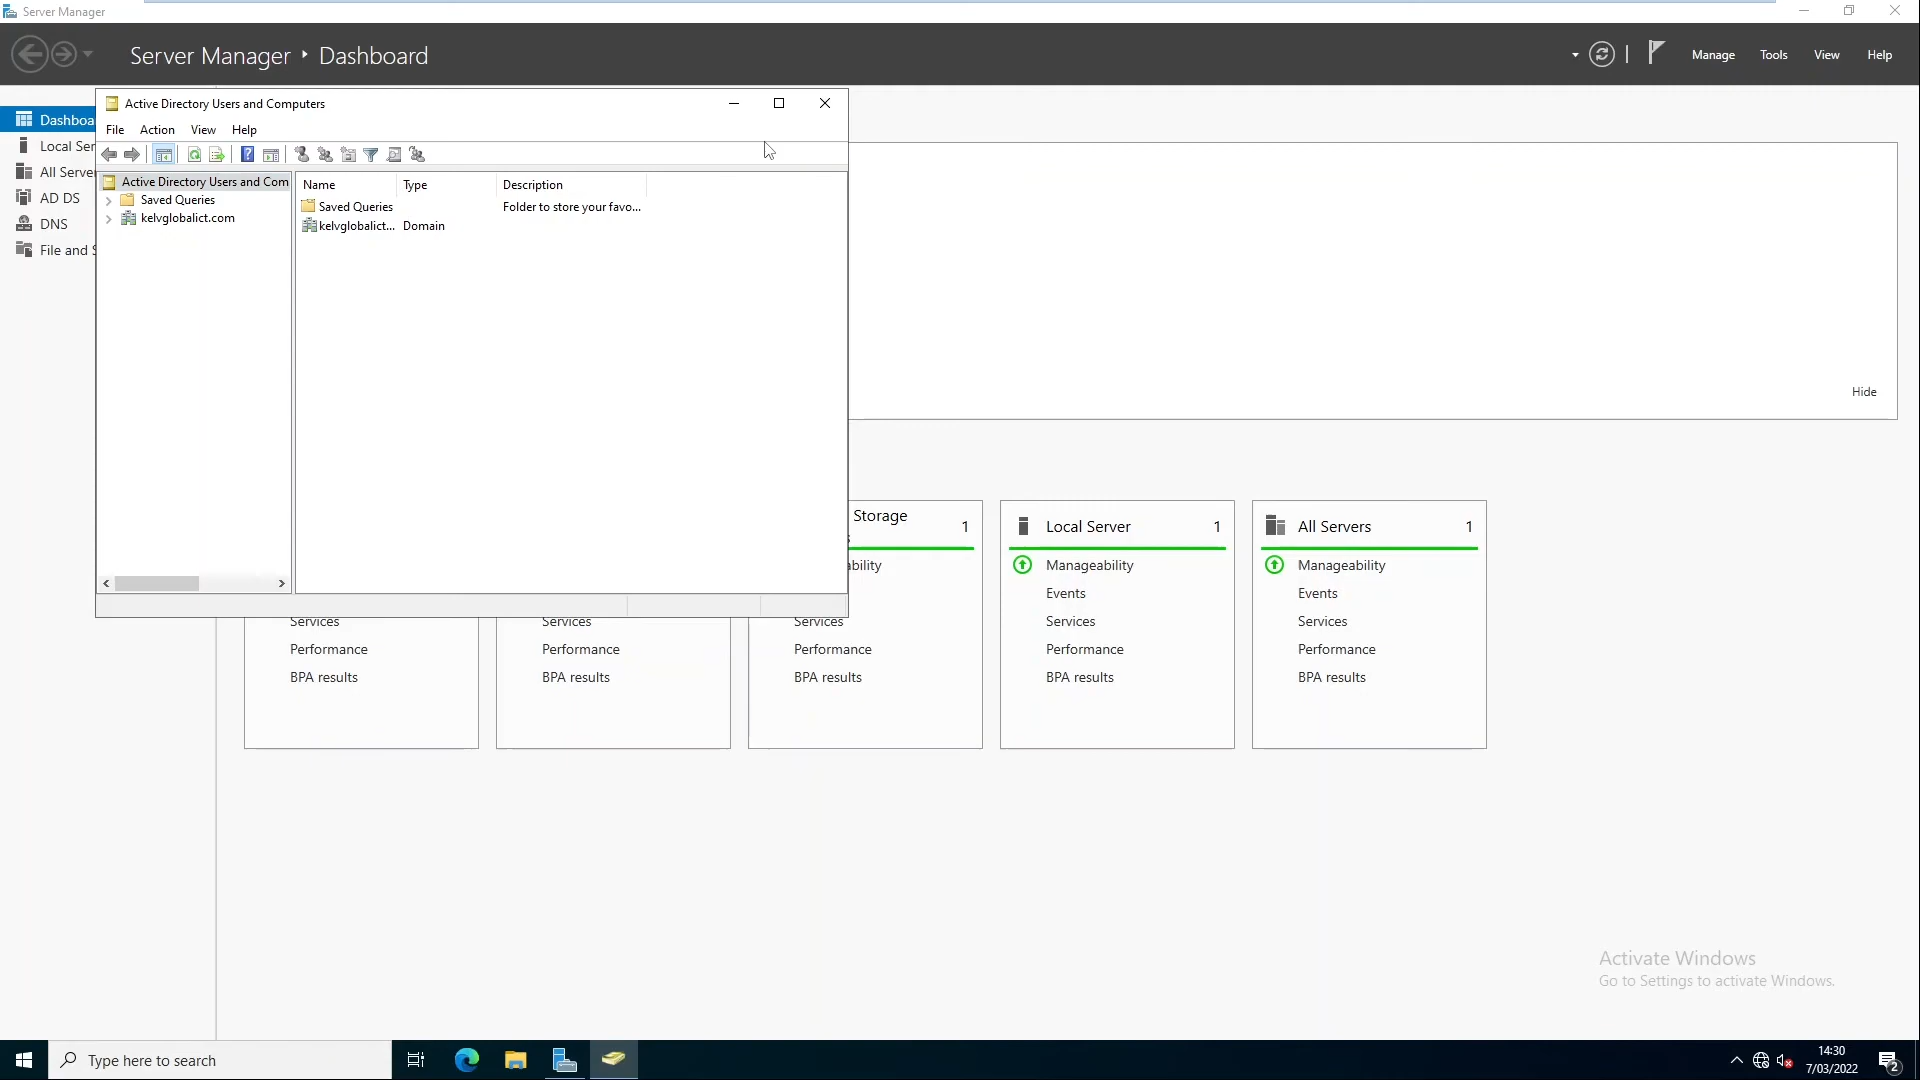 Server Manager
Server Manager ‣ Dashboard
Manage Tools View Help
Dashboa
Local Ser
All Server
AD DS
DNS
File and S
Active Directory Users and Computers
File Action View Help
Active Directory Users and Com
Saved Queries
kelvglobalict.com
Name Type Description
Saved Queries Folder to store your favo...
kelvglobalict... Domain
Hide
Storage 1
s
ability
Services
Performance
BPA results
Services
Performance
BPA results
Services
Performance
BPA results
Local Server 1
Manageability
Events
Services
Performance
BPA results
All Servers 1
Manageability
Events
Services
Performance
BPA results
Activate Windows
Go to Settings to activate Windows.
Type here to search
14:30
7/03/2022
2